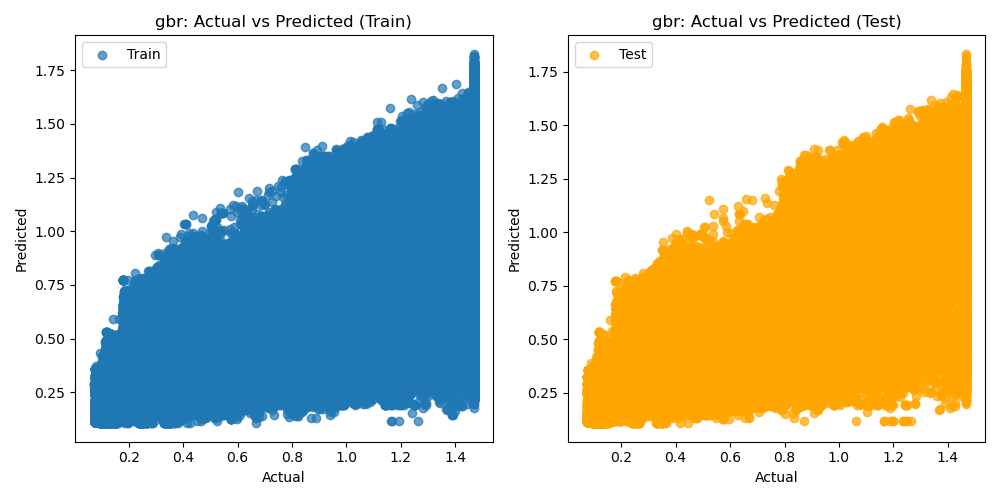 gbr: Actual vs Predicted (Train)
Train
Predicted
1.75
1.50
1.25
1.00
0.75
0.50
0.25
0.2 0.4 0.6 0.8 1.0 1.2 1.4
Actual
gbr: Actual vs Predicted (Test)
Test
Predicted
1.75
1.50
1.25
1.00
0.75
0.50
0.25
0.2 0.4 0.6 0.8 1.0 1.2 1.4
Actual